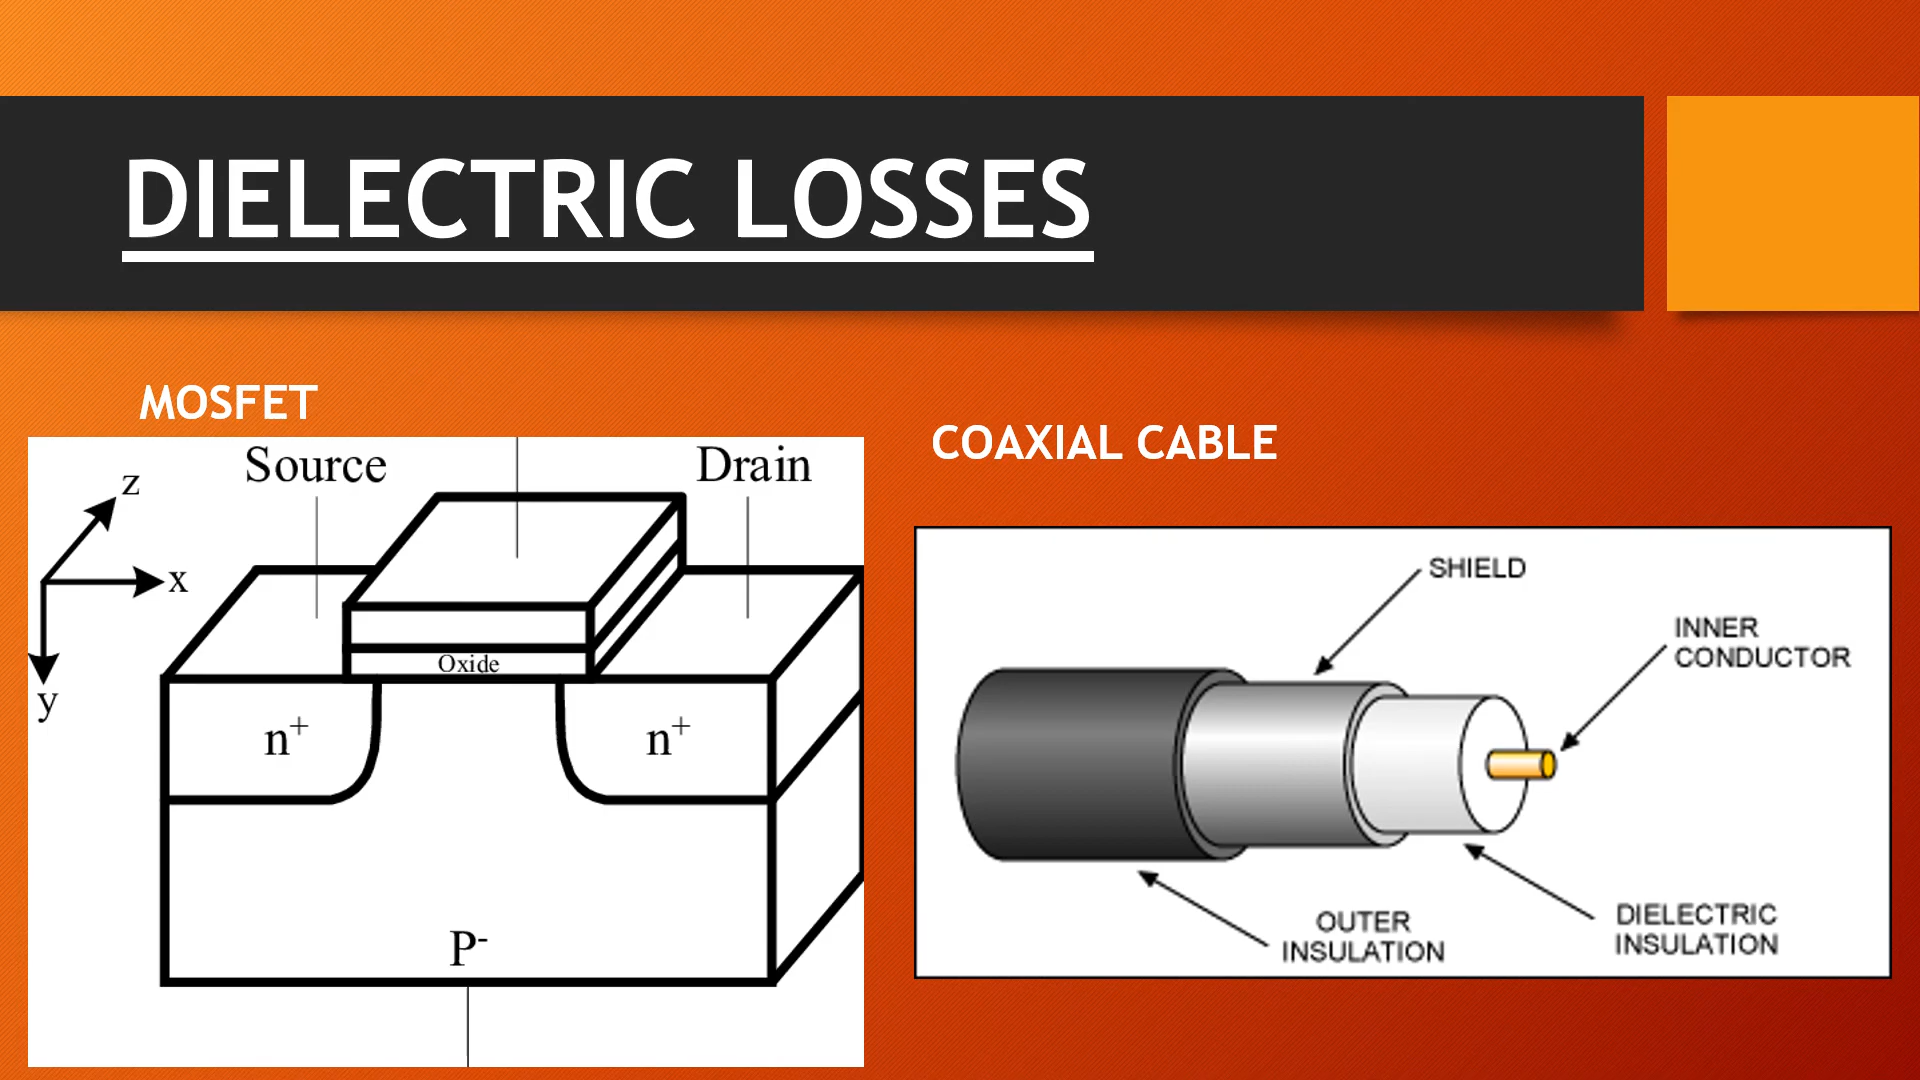 DIELECTRIC LOSSES
MOSFET
Source
Drain
z
x
y
Oxide
n⁺
n⁺
P⁻
COAXIAL CABLE
SHIELD
INNER
CONDUCTOR
OUTER
INSULATION
DIELECTRIC
INSULATION